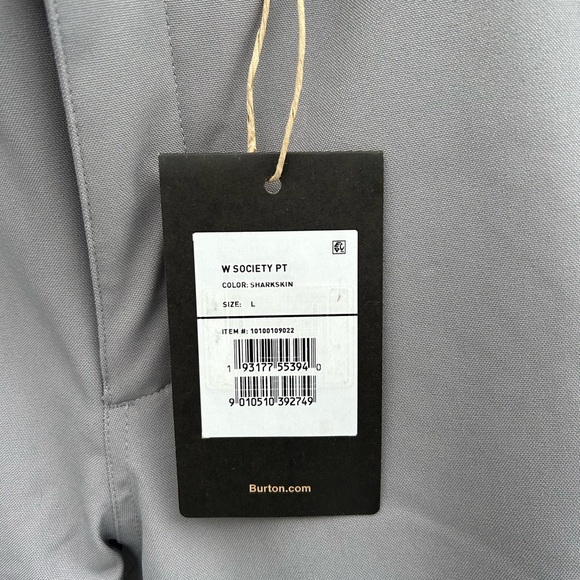 W SOCIETY PT
COLOR: SHARKSKIN
SIZE: L
ITEM #: 10100109022
1 93177 55394 0
9 010510 392749
Burton.com